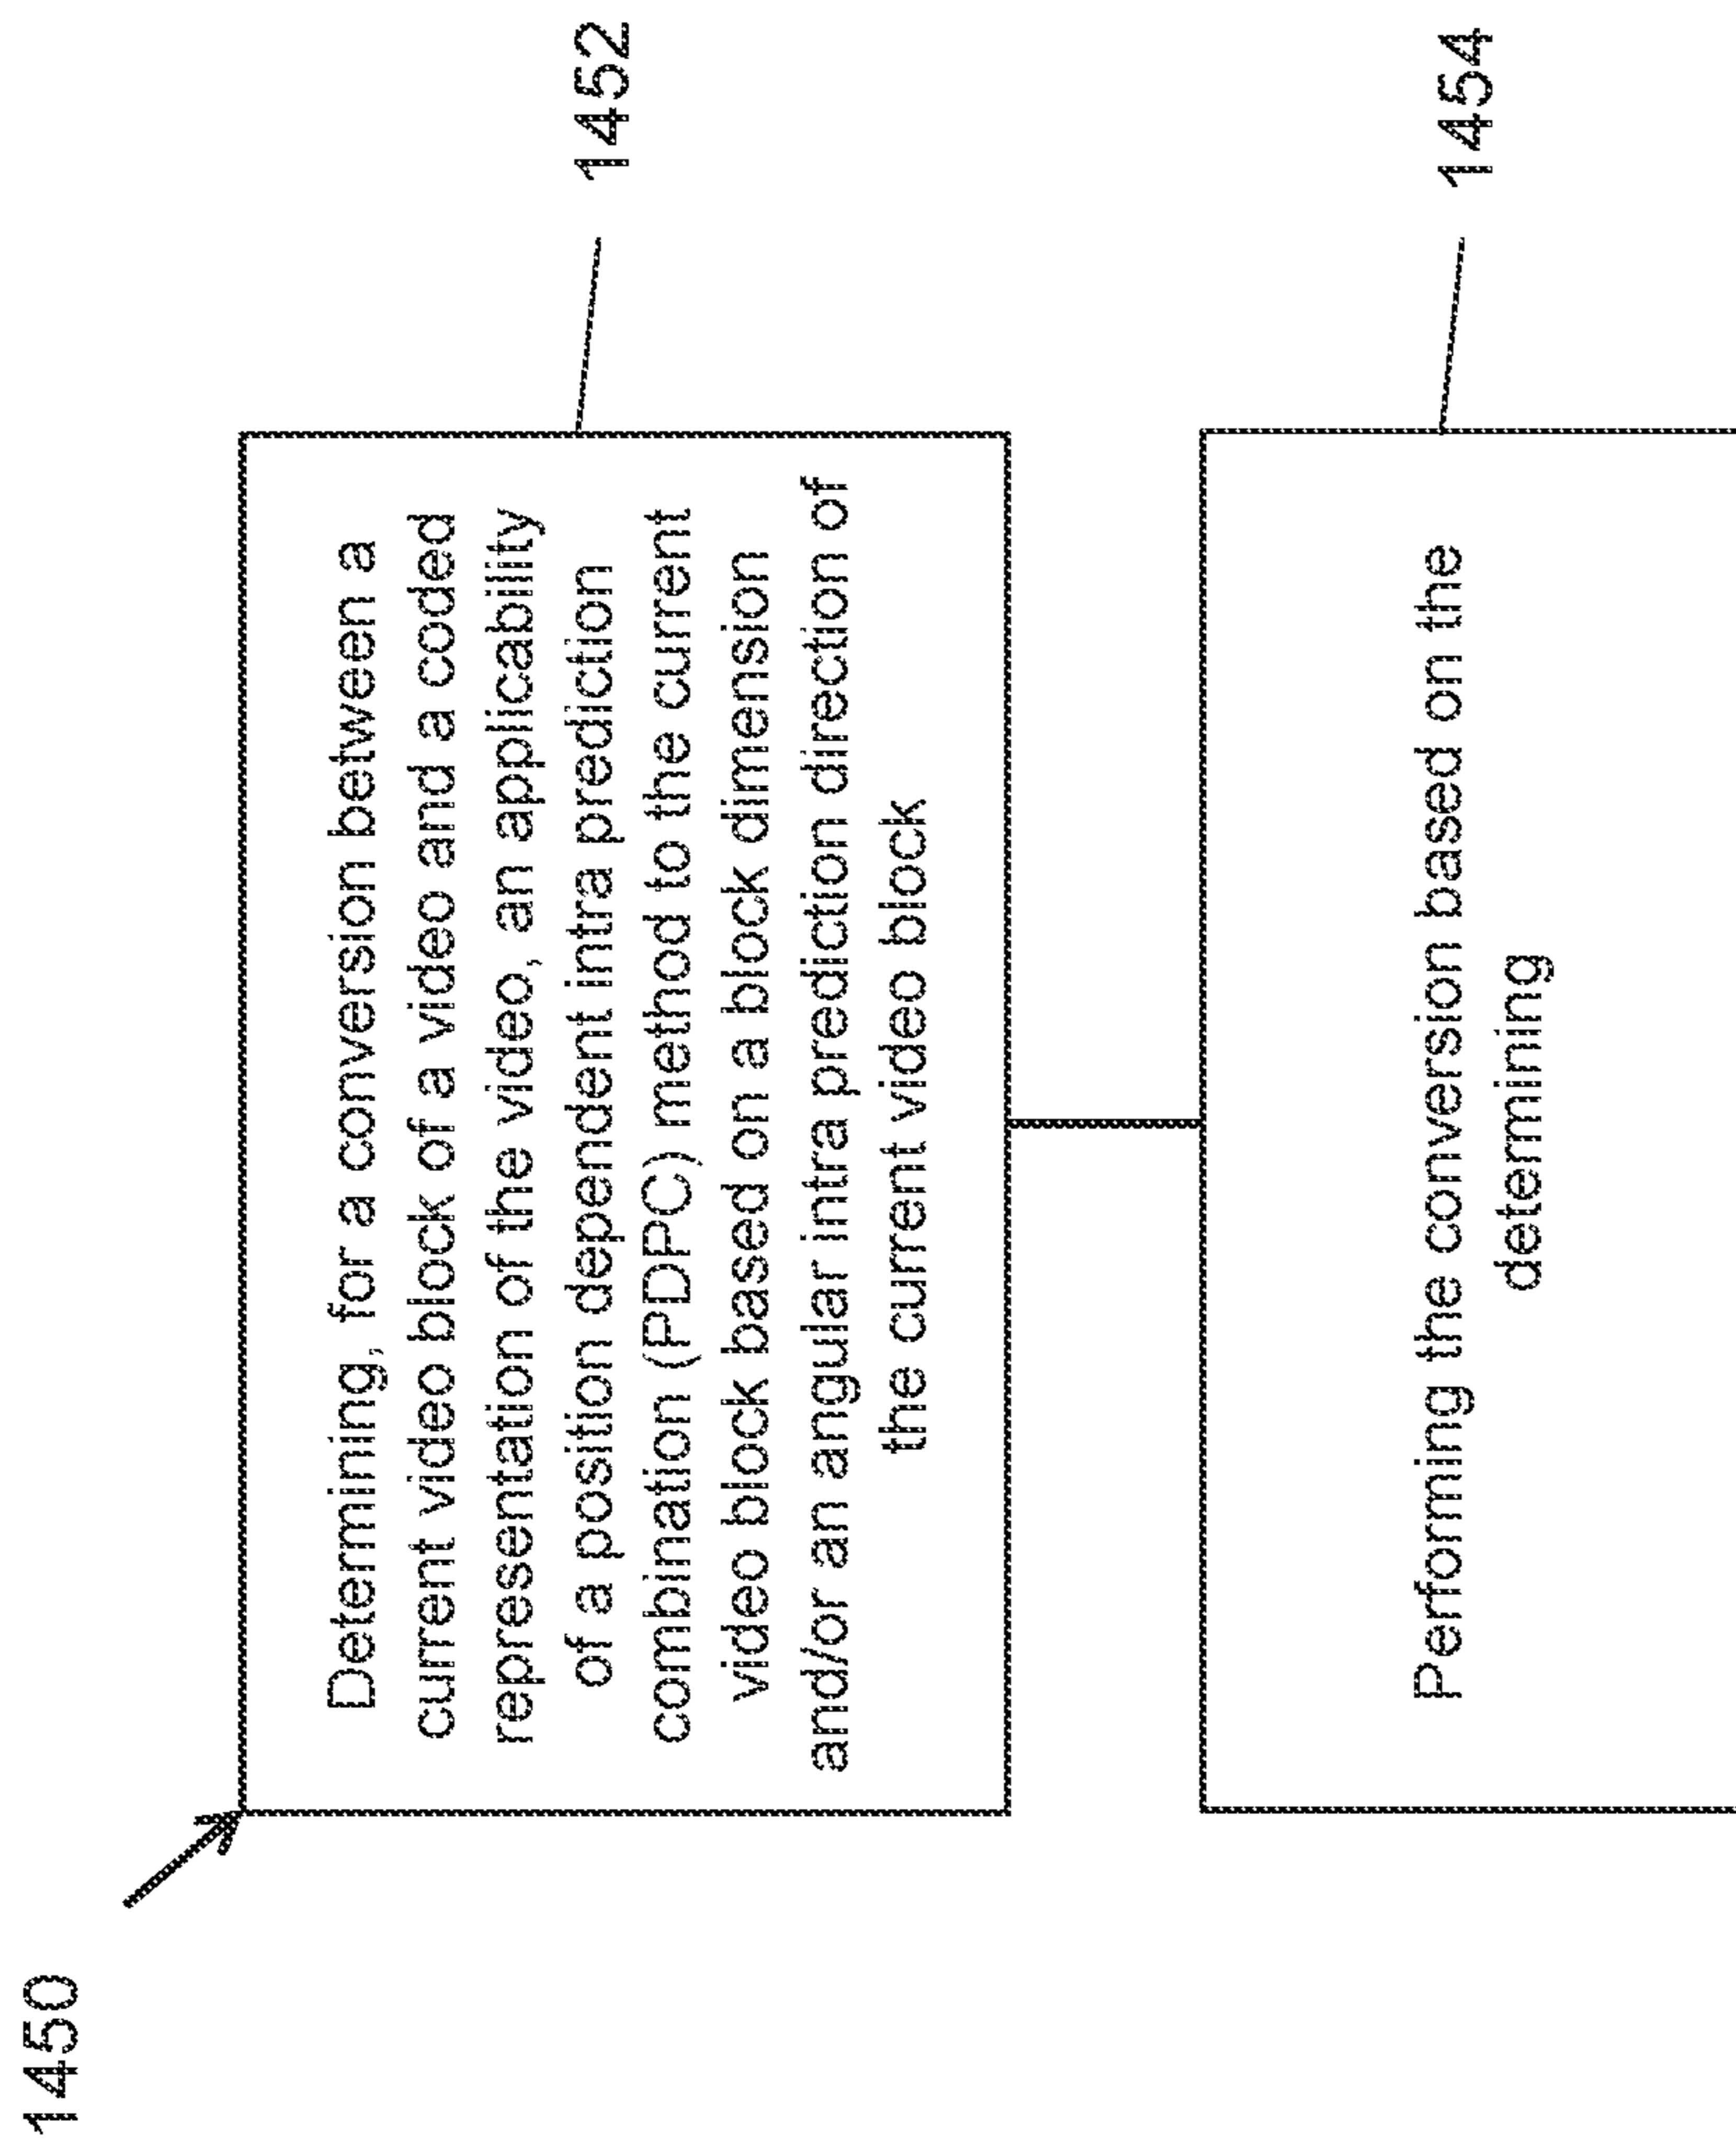 1450
Determining, for a conversion between a
current video block of a video and a coded
representation of the video, an applicability
of a position dependent intra prediction
combination (PDPC) method to the current
video block based on a block dimension
and/or an angular intra prediction direction of
the current video block
1452
Performing the conversion based on the
determining
1454